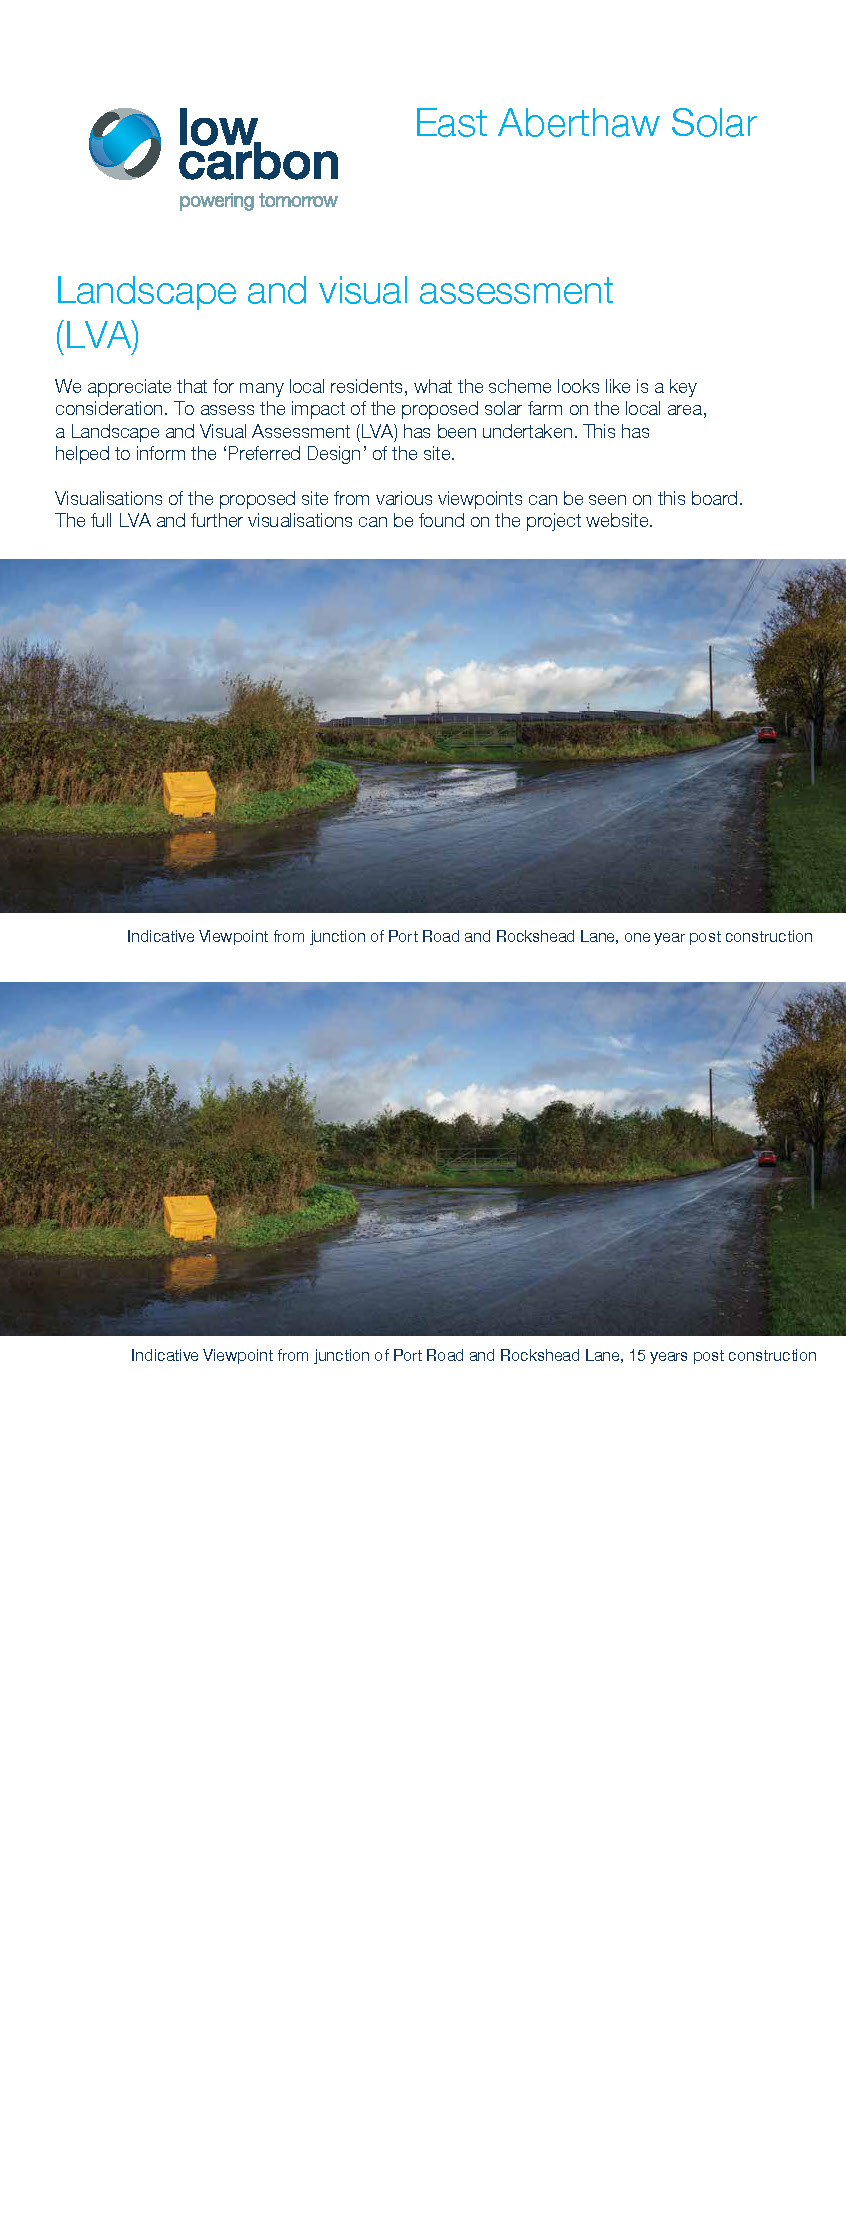 low
carbon
powering tomorrow
East Aberthaw Solar
Landscape and visual assessment
(LVA)
We appreciate that for many local residents, what the scheme looks like is a key
consideration. To assess the impact of the proposed solar farm on the local area,
a Landscape and Visual Assessment (LVA) has been undertaken. This has
helped to inform the ‘Preferred Design’ of the site.
Visualisations of the proposed site from various viewpoints can be seen on this board.
The full LVA and further visualisations can be found on the project website.
Indicative Viewpoint from junction of Port Road and Rockshead Lane, one year post construction
Indicative Viewpoint from junction of Port Road and Rockshead Lane, 15 years post construction